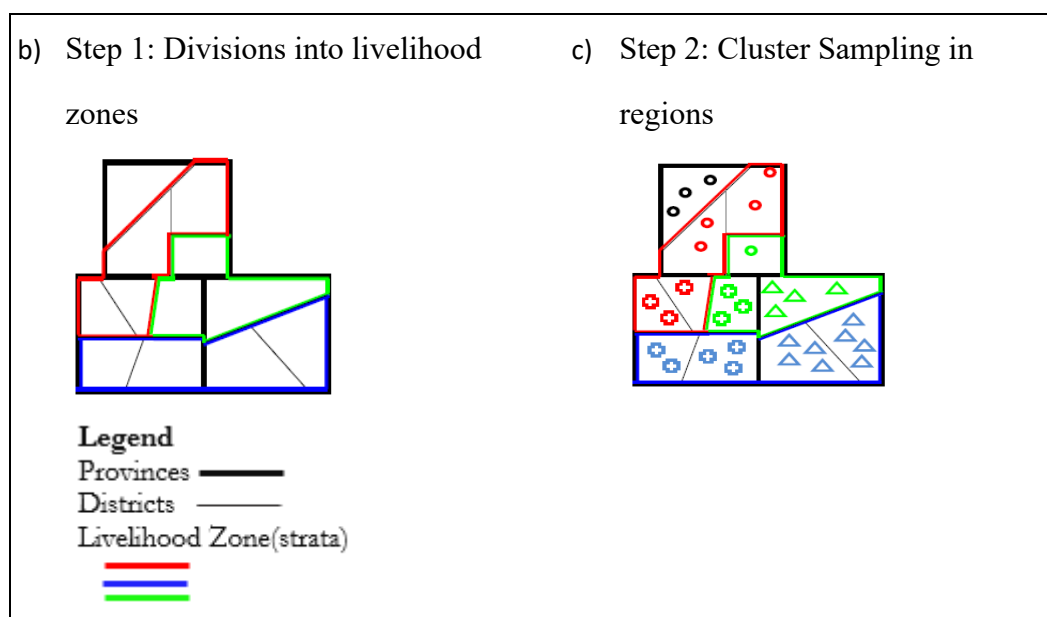 b) Step 1: Divisions into livelihood
zones
c) Step 2: Cluster Sampling in
regions
Legend
Provinces
Districts
Livelihood Zone(strata)